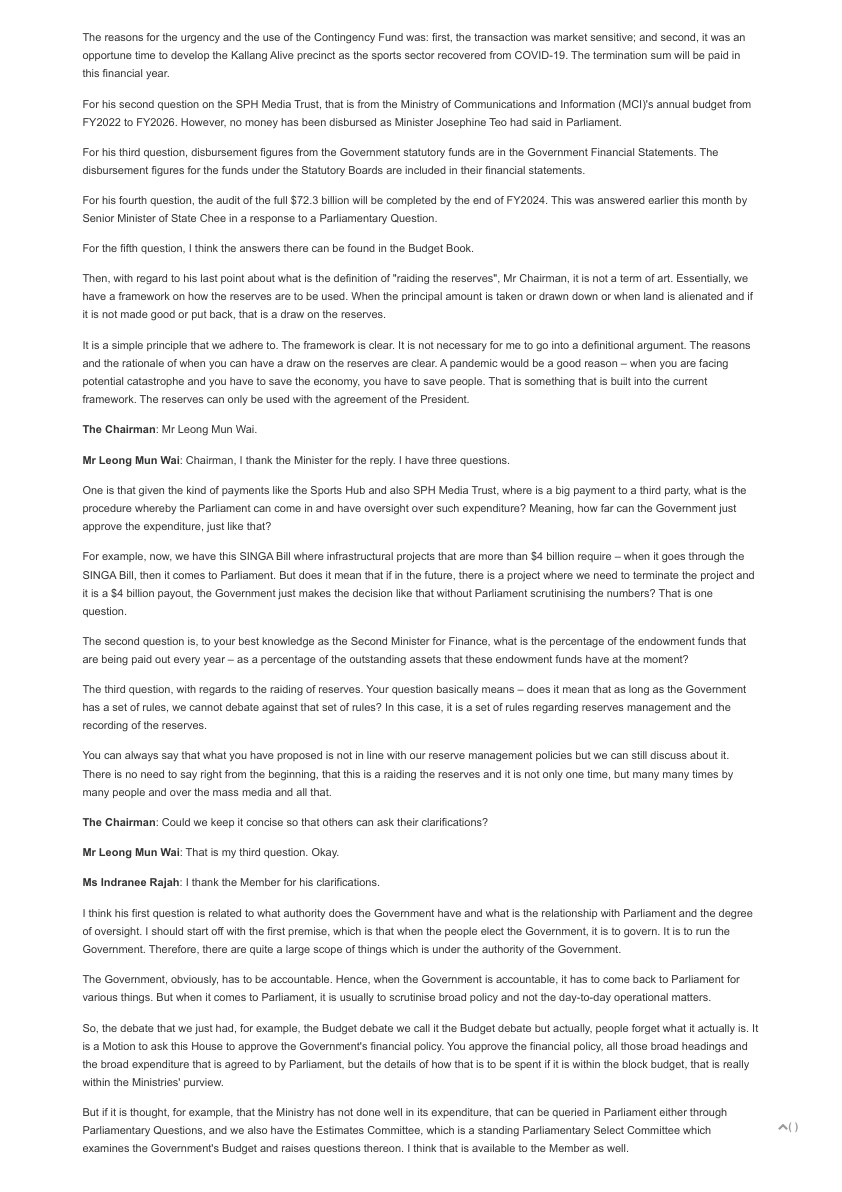 The reasons for the urgency and the use of the Contingency Fund was: first, the transaction was market sensitive; and second, it was an
opportune time to develop the Kallang Alive precinct as the sports sector recovered from COVID-19. The termination sum will be paid in
this financial year.
For his second question on the SPH Media Trust, that is from the Ministry of Communications and Information (MCI)'s annual budget from
FY2022 to FY2026. However, no money has been disbursed as Minister Josephine Teo had said in Parliament.
For his third question, disbursement figures from the Government statutory funds are in the Government Financial Statements. The
disbursement figures for the funds under the Statutory Boards are included in their financial statements.
For his fourth question, the audit of the full $72.3 billion will be completed by the end of FY2024. This was answered earlier this month by
Senior Minister of State Chee in a response to a Parliamentary Question.
For the fifth question, I think the answers there can be found in the Budget Book.
Then, with regard to his last point about what is the definition of "raiding the reserves", Mr Chairman, it is not a term of art. Essentially, we
have a framework on how the reserves are to be used. When the principal amount is taken or drawn down or when land is alienated and if
it is not made good or put back, that is a draw on the reserves.
It is a simple principle that we adhere to. The framework is clear. It is not necessary for me to go into a definitional argument. The reasons
and the rationale of when you can have a draw on the reserves are clear. A pandemic would be a good reason – when you are facing
potential catastrophe and you have to save the economy, you have to save people. That is something that is built into the current
framework. The reserves can only be used with the agreement of the President.
The Chairman: Mr Leong Mun Wai.
Mr Leong Mun Wai: Chairman, I thank the Minister for the reply. I have three questions.
One is that given the kind of payments like the Sports Hub and also SPH Media Trust, where is a big payment to a third party, what is the
procedure whereby the Parliament can come in and have oversight over such expenditure? Meaning, how far can the Government just
approve the expenditure, just like that?
For example, now, we have this SINGA Bill where infrastructural projects that are more than $4 billion require – when it goes through the
SINGA Bill, then it comes to Parliament. But does it mean that if in the future, there is a project where we need to terminate the project and
it is a $4 billion payout, the Government just makes the decision like that without Parliament scrutinising the numbers? That is one
question.
The second question is, to your best knowledge as the Second Minister for Finance, what is the percentage of the endowment funds that
are being paid out every year – as a percentage of the outstanding assets that these endowment funds have at the moment?
The third question, with regards to the raiding of reserves. Your question basically means – does it mean that as long as the Government
has a set of rules, we cannot debate against that set of rules? In this case, it is a set of rules regarding reserves management and the
recording of the reserves.
You can always say that what you have proposed is not in line with our reserve management policies but we can still discuss about it.
There is no need to say right from the beginning, that this is a raiding the reserves and it is not only one time, but many many times by
many people and over the mass media and all that.
The Chairman: Could we keep it concise so that others can ask their clarifications?
Mr Leong Mun Wai: That is my third question. Okay.
Ms Indranee Rajah: I thank the Member for his clarifications.
I think his first question is related to what authority does the Government have and what is the relationship with Parliament and the degree
of oversight. I should start off with the first premise, which is that when the people elect the Government, it is to govern. It is to run the
Government. Therefore, there are quite a large scope of things which is under the authority of the Government.
The Government, obviously, has to be accountable. Hence, when the Government is accountable, it has to come back to Parliament for
various things. But when it comes to Parliament, it is usually to scrutinise broad policy and not the day-to-day operational matters.
So, the debate that we just had, for example, the Budget debate we call it the Budget debate but actually, people forget what it actually is. It
is a Motion to ask this House to approve the Government's financial policy. You approve the financial policy, all those broad headings and
the broad expenditure that is agreed to by Parliament, but the details of how that is to be spent if it is within the block budget, that is really
within the Ministries' purview.
But if it is thought, for example, that the Ministry has not done well in its expenditure, that can be queried in Parliament either through
Parliamentary Questions, and we also have the Estimates Committee, which is a standing Parliamentary Select Committee which
examines the Government's Budget and raises questions thereon. I think that is available to the Member as well.
( )